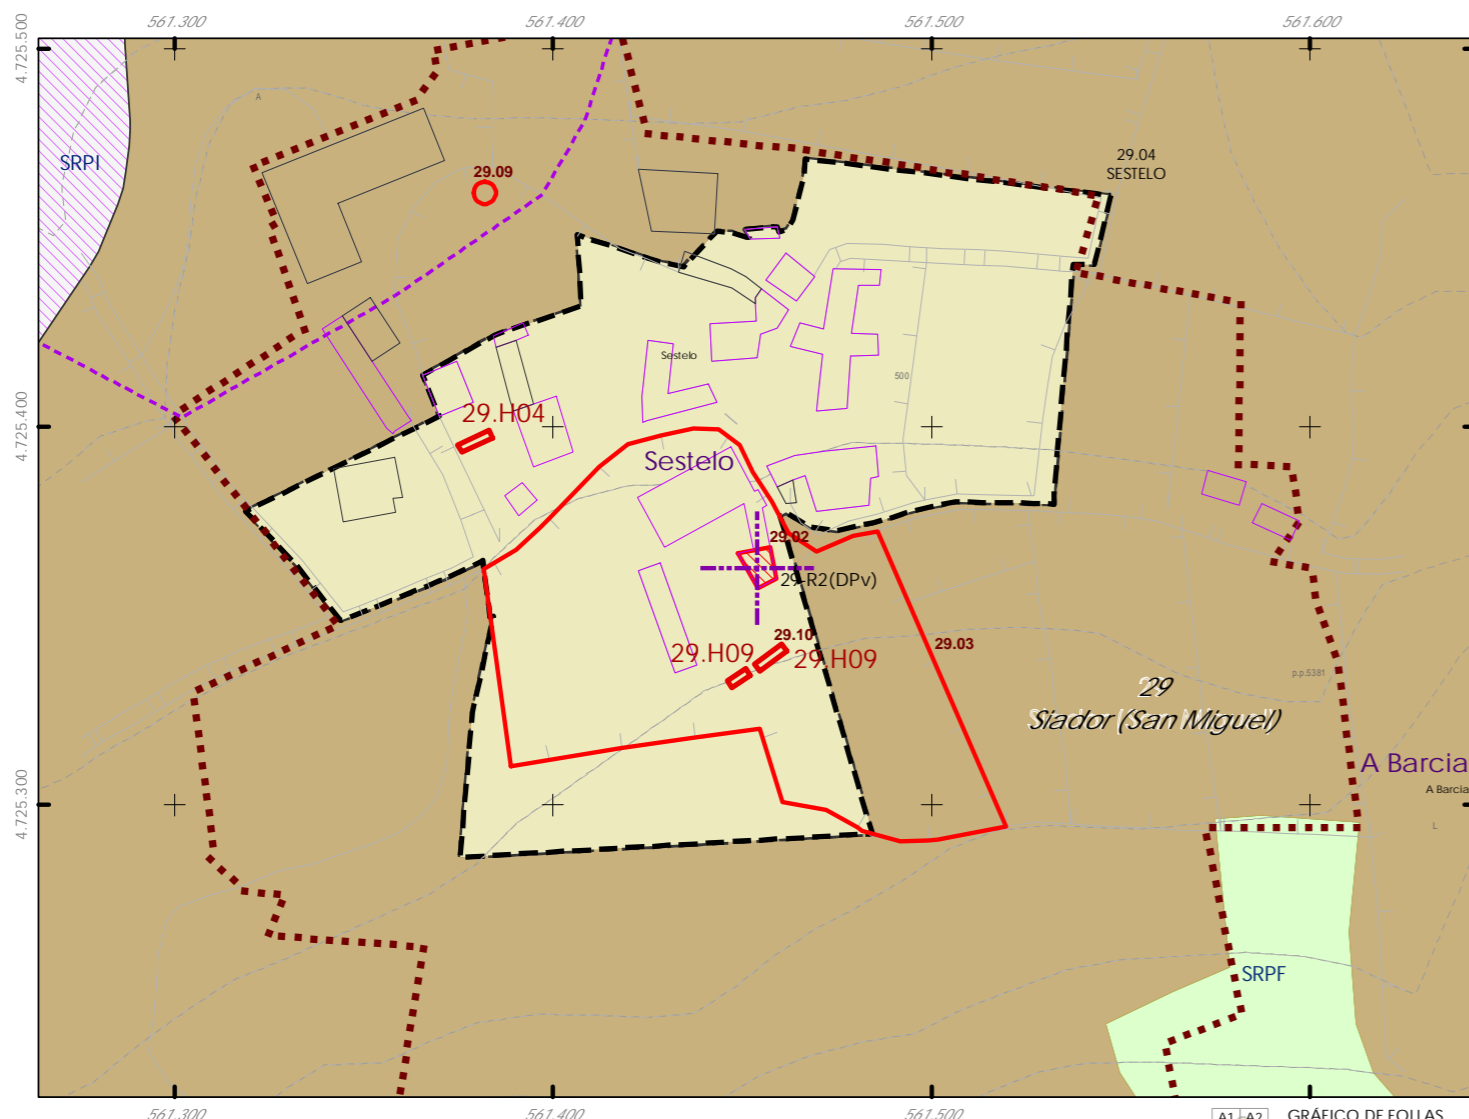 561.300
561.400
561.500
561.600
4.725.500
A
SRPI
29.09
29.04
SESTELO
Sestelo
500
4.725.400
29.H04
Sestelo
29.02
29-R2(DPv)
29.10
29.H09
29.H09
29.03
p.p.5381
29
Siador (San Miguel)
A Barcia
A Barcia
4.725.300
L
SRPF
561.300
561.400
561.500
A1 A2
GRÁFICO DE FOLLAS